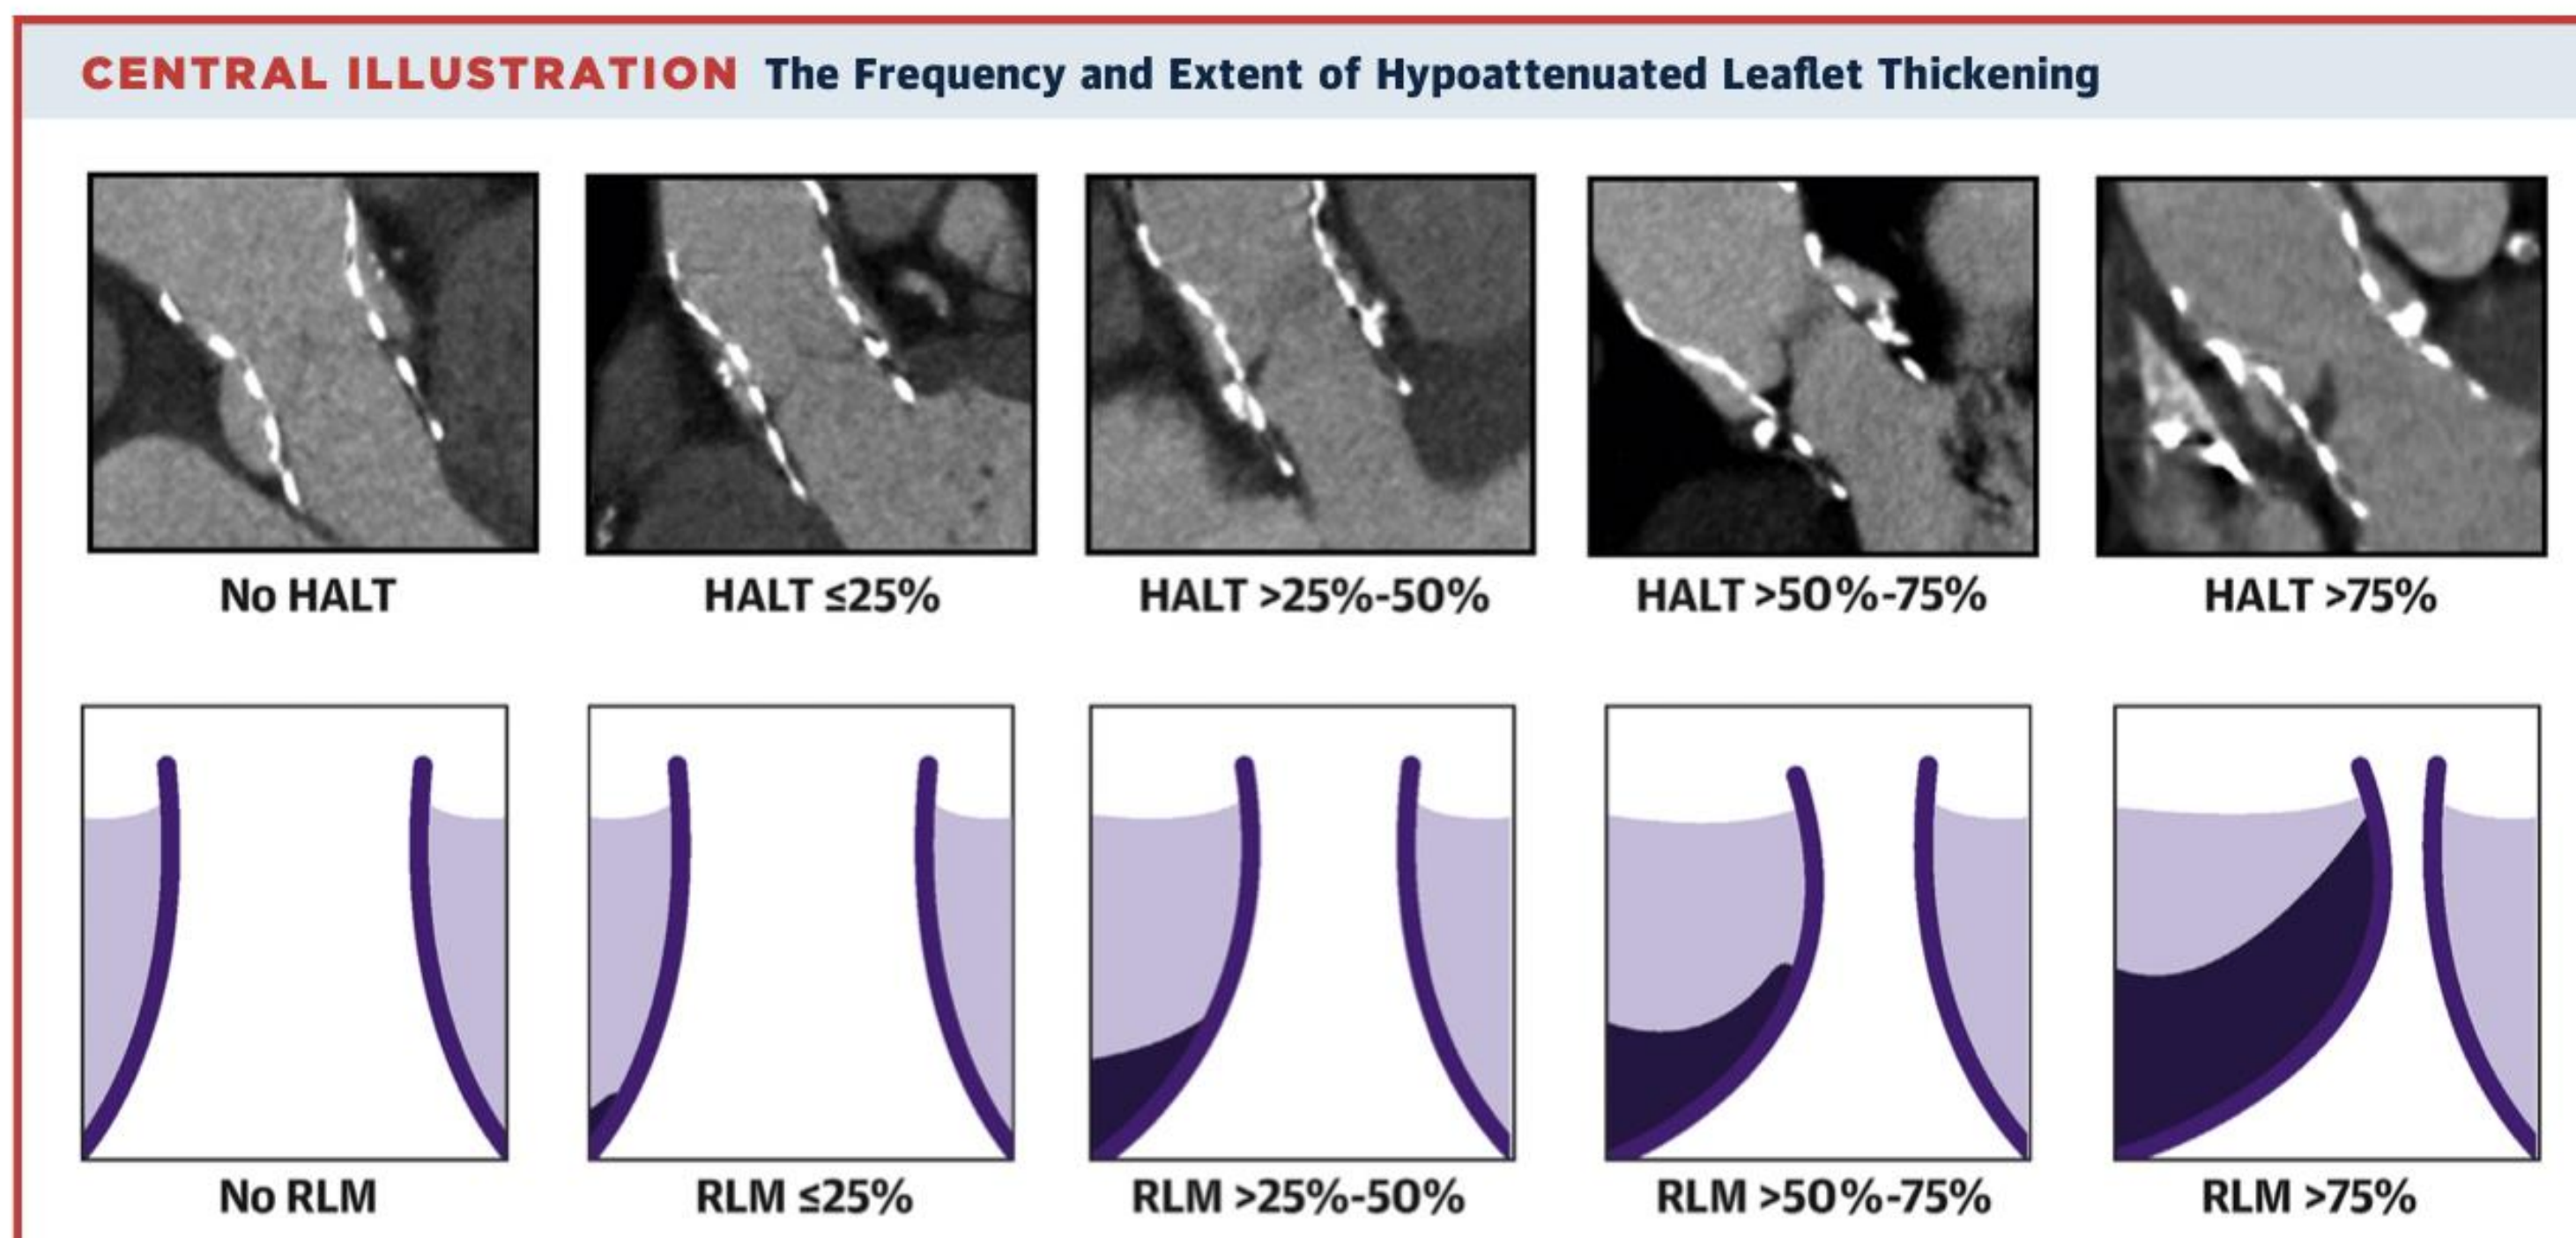 CENTRAL ILLUSTRATION The Frequency and Extent of Hypoattenuated Leaflet Thickening
No HALT
HALT ≤25%
HALT >25%-50%
HALT >50%-75%
HALT >75%
No RLM
RLM ≤25%
RLM >25%-50%
RLM >50%-75%
RLM >75%